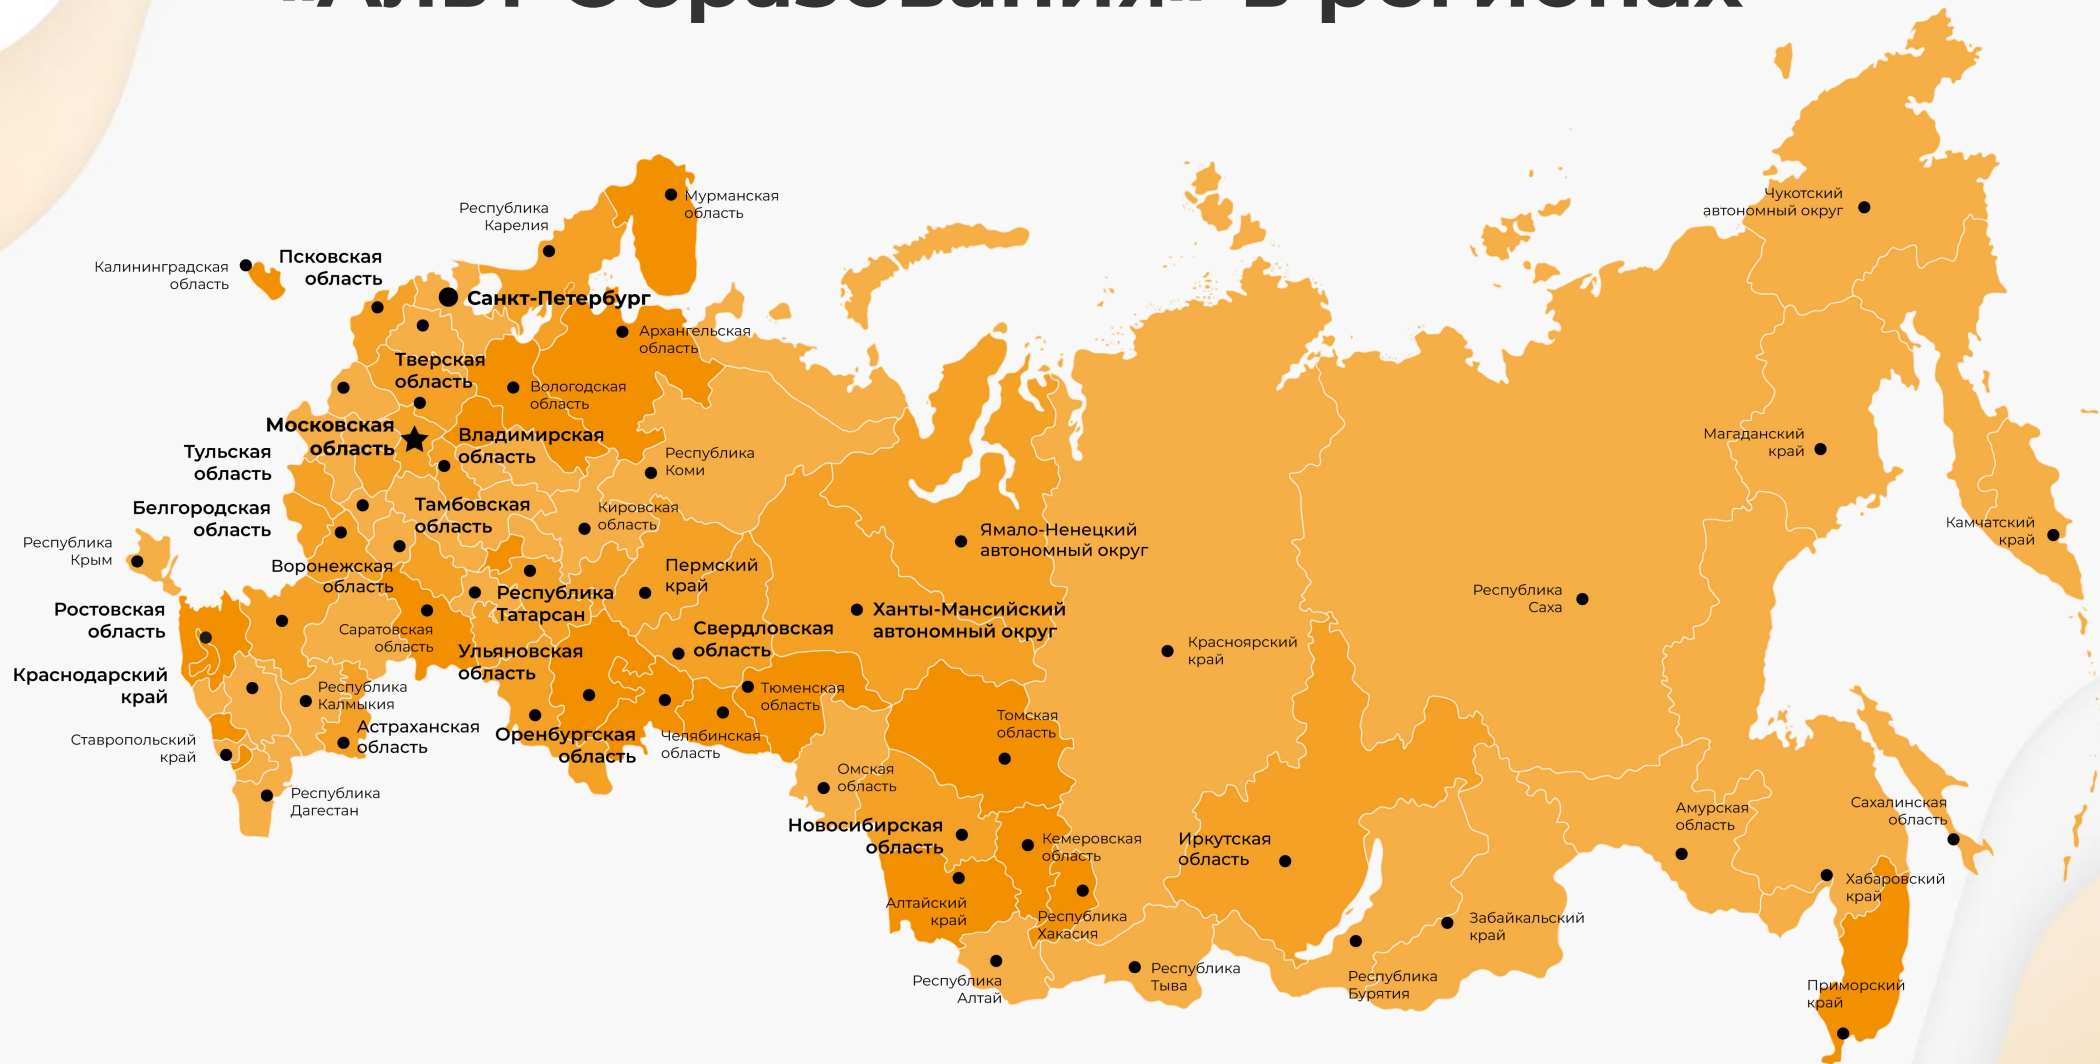 «Альт Образования» в регионах
Чукотский
автономный округ
Мурманская
область
Республика
Карелия
Псковская
область
Калининградская
область
Санкт-Петербург
Архангельская
область
Тверская
область
Вологодская
область
Московская
область
Владимирская
область
Магаданский
край
Тульская
область
Республика
Коми
Белгородская
область
Тамбовская
область
Кировская
область
Камчатский
край
Ямало-Ненецкий
автономный округ
Республика
Крым
Воронежская
область
Пермский
край
Республика
Татарсан
Республика
Саха
Ростовская
область
Ханты-Мансийский
автономный округ
Саратовская
область
Свердловская
область
Красноярский
край
Ульяновская
область
Краснодарский
край
Республика
Калмыкия
Тюменская
область
Астраханская
область
Томская
область
Оренбургская
область
Челябинская
область
Ставропольский
край
Омская
область
Республика
Дагестан
Амурская
область
Сахалинская
область
Новосибирская
область
Кемеровская
область
Иркутская
область
Хабаровский
край
Алтайский
край
Республика
Хакасия
Забайкальский
край
Республика
Алтай
Республика
Тыва
Республика
Бурятия
Приморский
край